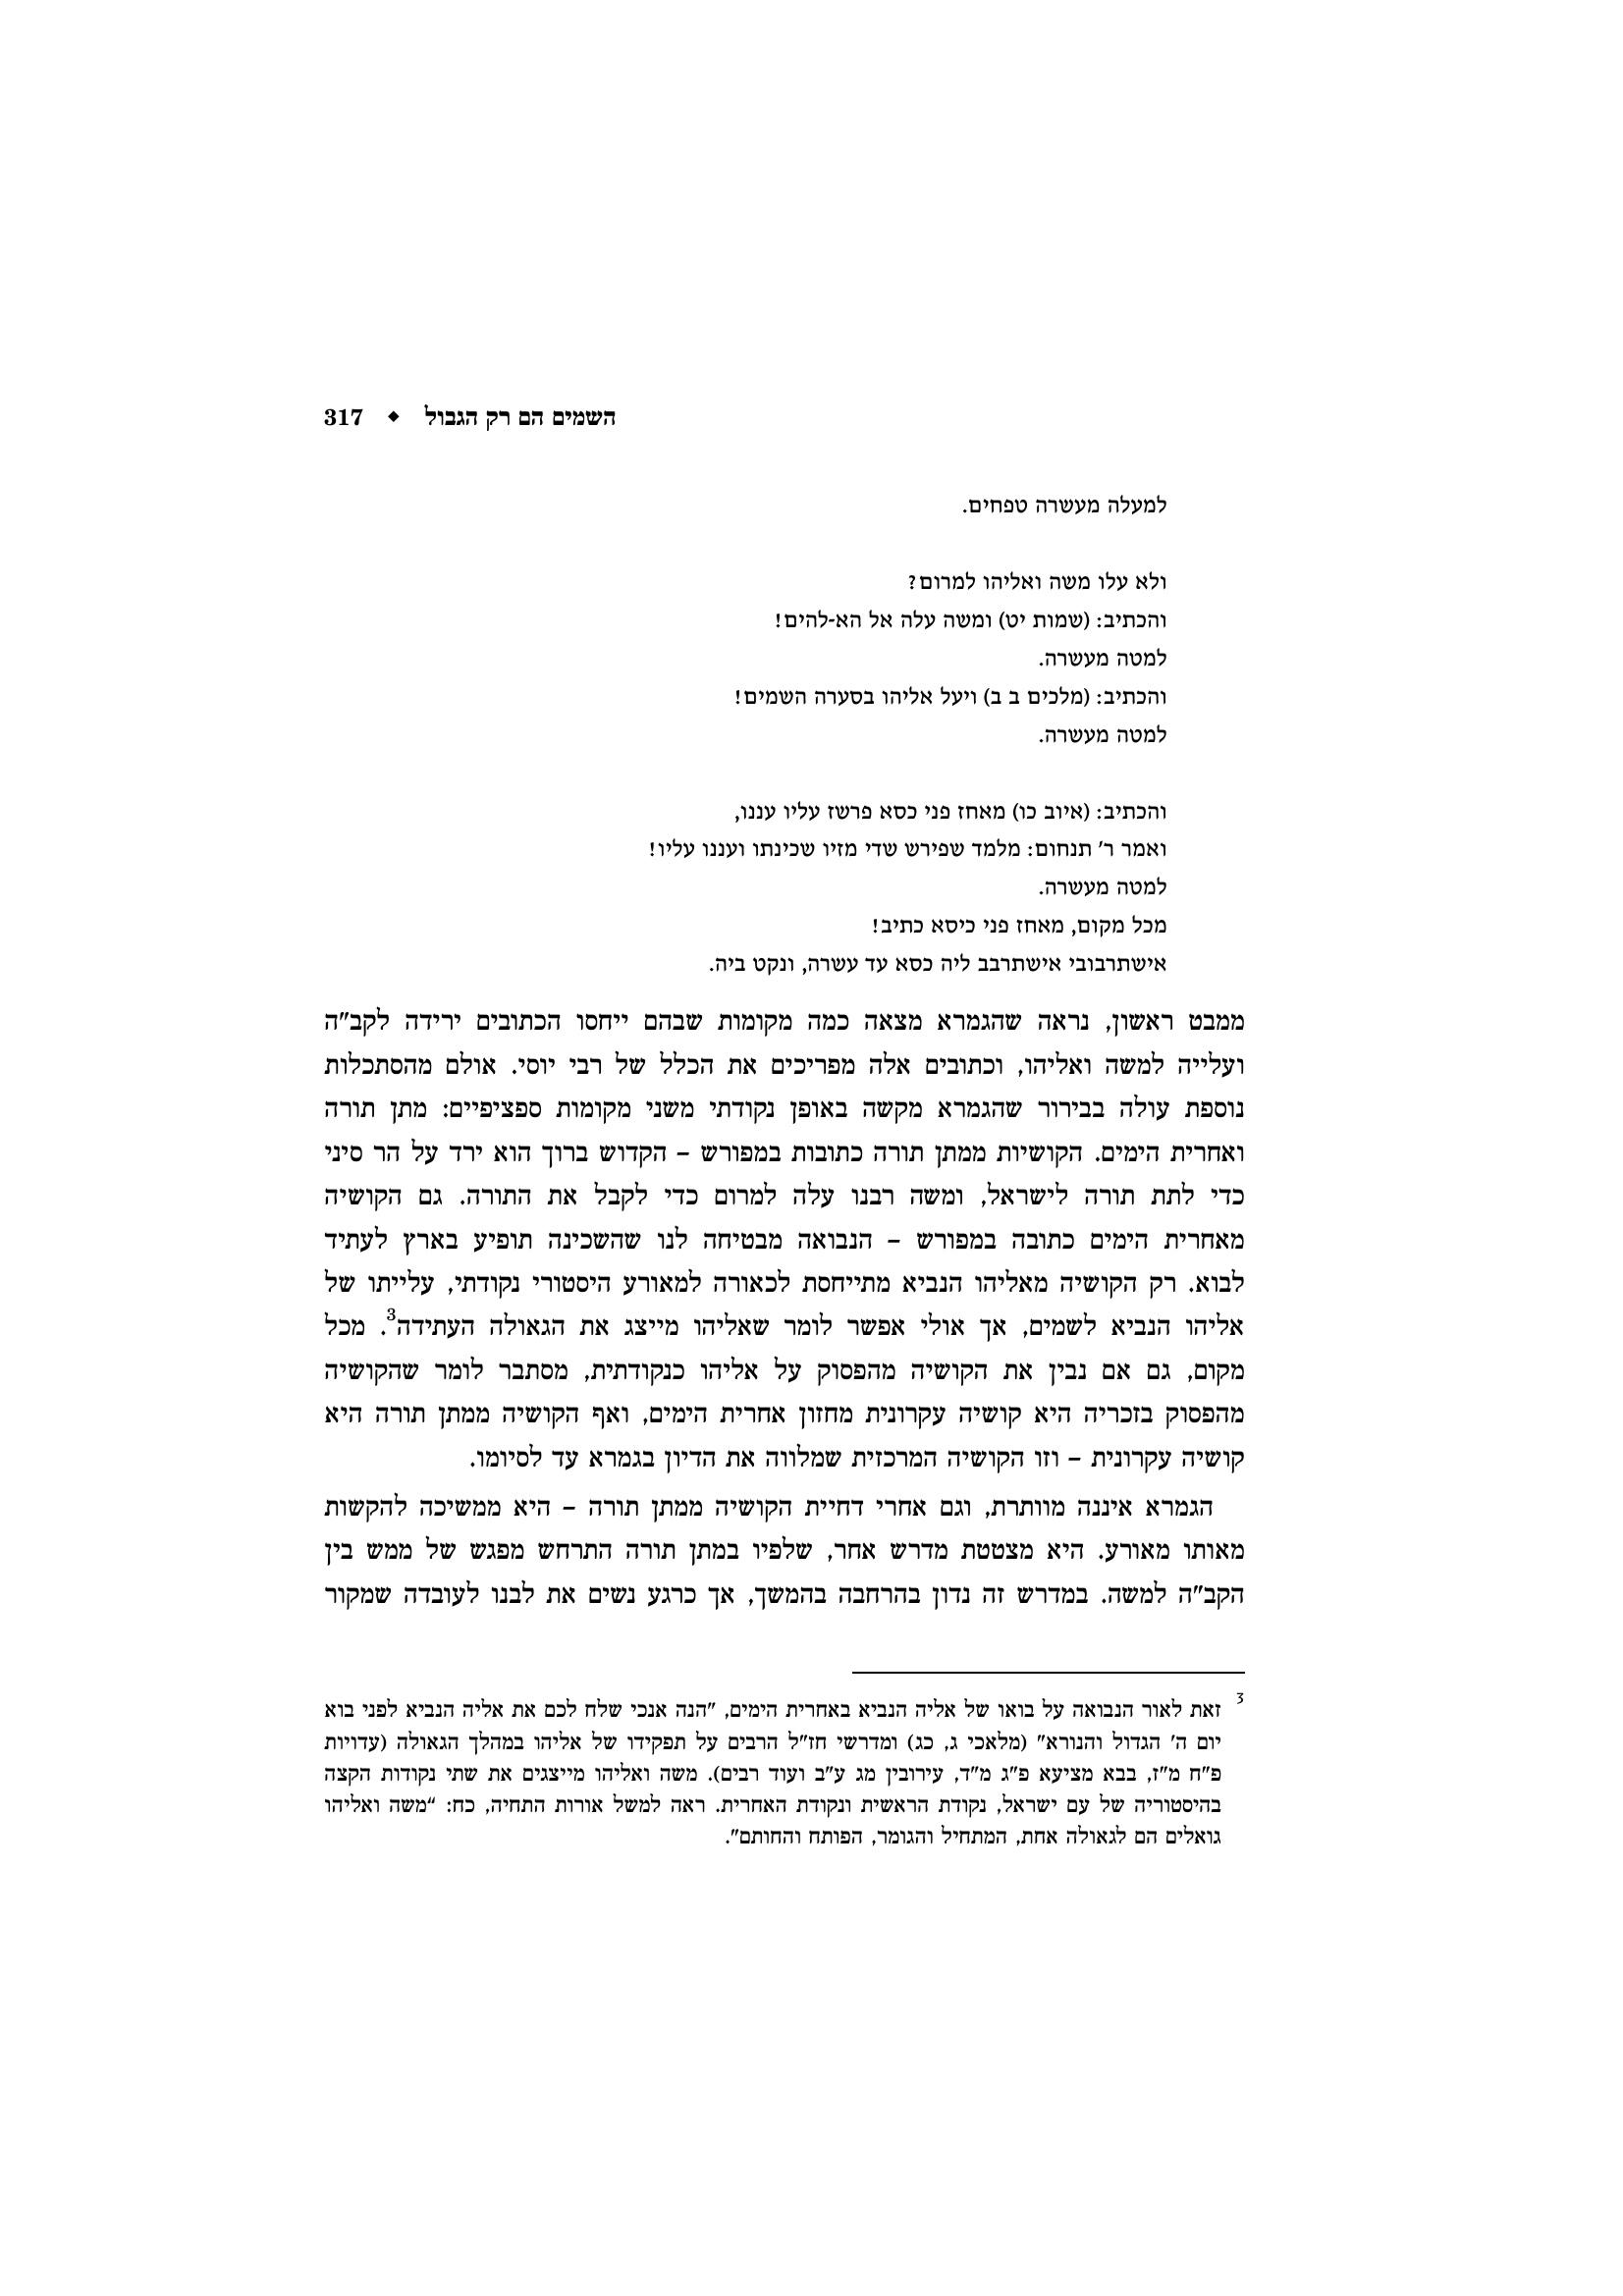 השמים הם רק הגבול ◆ 317
למעלה מעשרה טפחים.
ולא עלו משה ואליהו למרום?
והכתיב: (שמות יט) ומשה עלה אל הא-להים!
למטה מעשרה.
והכתיב: (מלכים ב ב) ויעל אליהו בסערה השמים!
למטה מעשרה.
והכתיב: (איוב כו) מאחז פני כסא פרשז עליו עננו,
ואמר ר' תנחום: מלמד שפירש שדי מזיו שכינתו ועננו עליו!
למטה מעשרה.
מכל מקום, מאחז פני כיסא כתיב!
אישתרבובי אישתרבב ליה כסא עד עשרה, ונקט ביה.
ממבט ראשון, נראה שהגמרא מצאה כמה מקומות שבהם ייחסו הכתובים ירידה לקב"ה
ועלייה למשה ואליהו, וכתובים אלה מפריכים את הכלל של רבי יוסי. אולם מהסתכלות
נוספת עולה בבירור שהגמרא מקשה באופן נקודתי משני מקומות ספציפיים: מתן תורה
ואחרית הימים. הקושיות ממתן תורה כתובות במפורש – הקדוש ברוך הוא ירד על הר סיני
כדי לתת תורה לישראל, ומשה רבנו עלה למרום כדי לקבל את התורה. גם הקושיה
מאחרית הימים כתובה במפורש – הנבואה מבטיחה לנו שהשכינה תופיע בארץ לעתיד
לבוא. רק הקושיה מאליהו הנביא מתייחסת לכאורה למאורע היסטורי נקודתי, עלייתו של
אליהו הנביא לשמים, אך אולי אפשר לומר שאליהו מייצג את הגאולה העתידה3. מכל
מקום, גם אם נבין את הקושיה מהפסוק על אליהו כנקודתית, מסתבר לומר שהקושיה
מהפסוק בזכריה היא קושיה עקרונית מחזון אחרית הימים, ואף הקושיה ממתן תורה היא
קושיה עקרונית – וזו הקושיה המרכזית שמלווה את הדיון בגמרא עד לסיומו.
הגמרא איננה מוותרת, וגם אחרי דחיית הקושיה ממתן תורה – היא ממשיכה להקשות
מאותו מאורע. היא מצטטת מדרש אחר, שלפיו במתן תורה התרחש מפגש של ממש בין
הקב"ה למשה. במדרש זה נדון בהרחבה בהמשך, אך כרגע נשים את לבנו לעובדה שמקור
3 זאת לאור הנבואה על בואו של אליה הנביא באחרית הימים, "הנה אנכי שלח לכם את אליה הנביא לפני בוא
יום ה' הגדול והנורא" (מלאכי ג, כג) ומדרשי חז"ל הרבים על תפקידו של אליהו במהלך הגאולה (עדויות
פ"ח מ"ז, בבא מציעא פ"ג מ"ד, עירובין מג ע"ב ועוד רבים). משה ואליהו מייצגים את שתי נקודות הקצה
בהיסטוריה של עם ישראל, נקודת הראשית ונקודת האחרית. ראה למשל אורות התחיה, כח: "משה ואליהו
גואלים הם לגאולה אחת, המתחיל והגומר, הפותח והחותם".